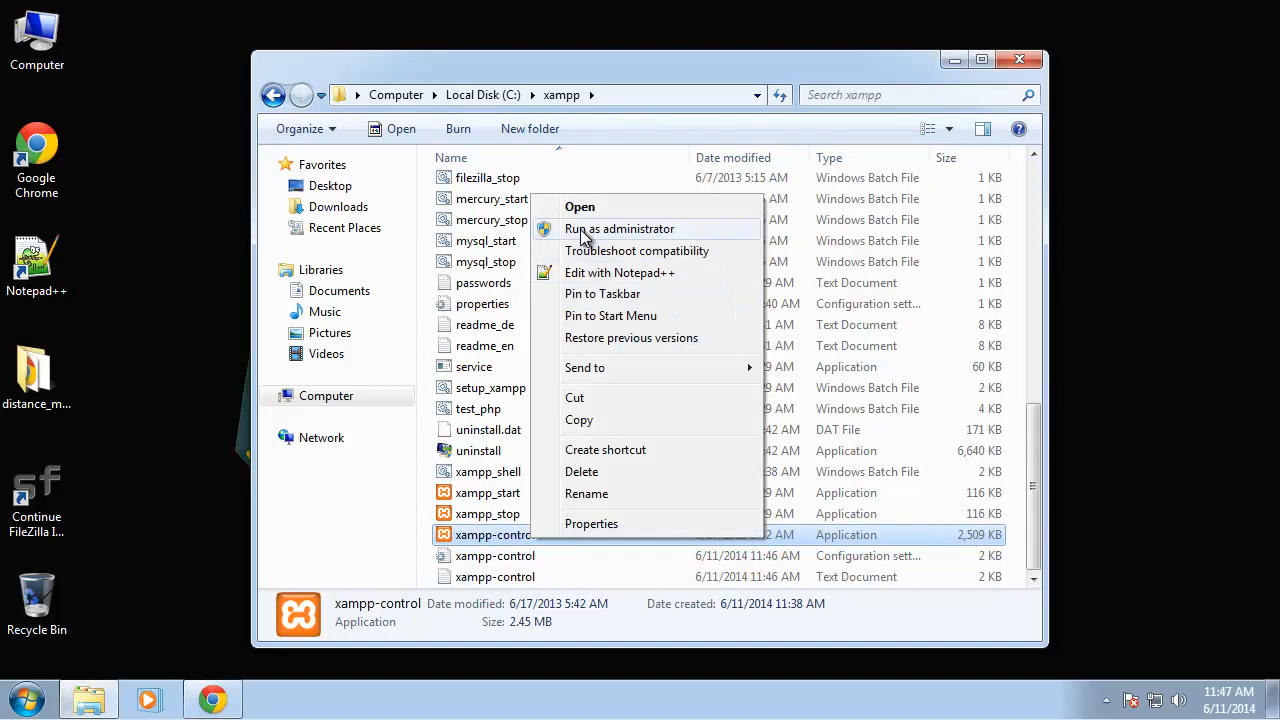 Computer
Google
Chrome
Notepad++
distance_m...
Continue
FileZilla I...
Recycle Bin
Computer
Local Disk (C:)
xampp
Search xampp
Organize
Open
Burn
New folder
Favorites
Desktop
Downloads
Recent Places
Libraries
Documents
Music
Pictures
Videos
Computer
Network
Name Date modified Type Size
filezilla_stop 6/7/2013 5:15 AM Windows Batch File 1 KB
mercury_start Windows Batch File 1 KB
mercury_stop Windows Batch File 1 KB
mysql_start Windows Batch File 1 KB
mysql_stop Windows Batch File 1 KB
passwords 29 AM Text Document 1 KB
properties 40 AM Configuration sett... 1 KB
readme_de 31 AM Text Document 8 KB
readme_en 29 AM Text Document 8 KB
service 29 AM Application 60 KB
setup_xampp 29 AM Windows Batch File 2 KB
test_php 29 AM Windows Batch File 2 KB
uninstall.dat 42 AM DAT File 171 KB
uninstall 42 AM Application 6,640 KB
xampp_shell 38 AM Windows Batch File 2 KB
xampp_start 29 AM Application 116 KB
xampp_stop 29 AM Application 116 KB
xampp-contro Application 2,509 KB
xampp-control 6/11/2014 11:46 AM Configuration sett... 2 KB
xampp-control 6/11/2014 11:46 AM Text Document 2 KB
Open
Run as administrator
Troubleshoot compatibility
Edit with Notepad++
Pin to Taskbar
Pin to Start Menu
Restore previous versions
Send to
Cut
Copy
Create shortcut
Delete
Rename
Properties
xampp-control Date modified: 6/17/2013 5:42 AM Date created: 6/11/2014 11:38 AM
Application Size: 2.45 MB
11:47 AM
6/11/2014